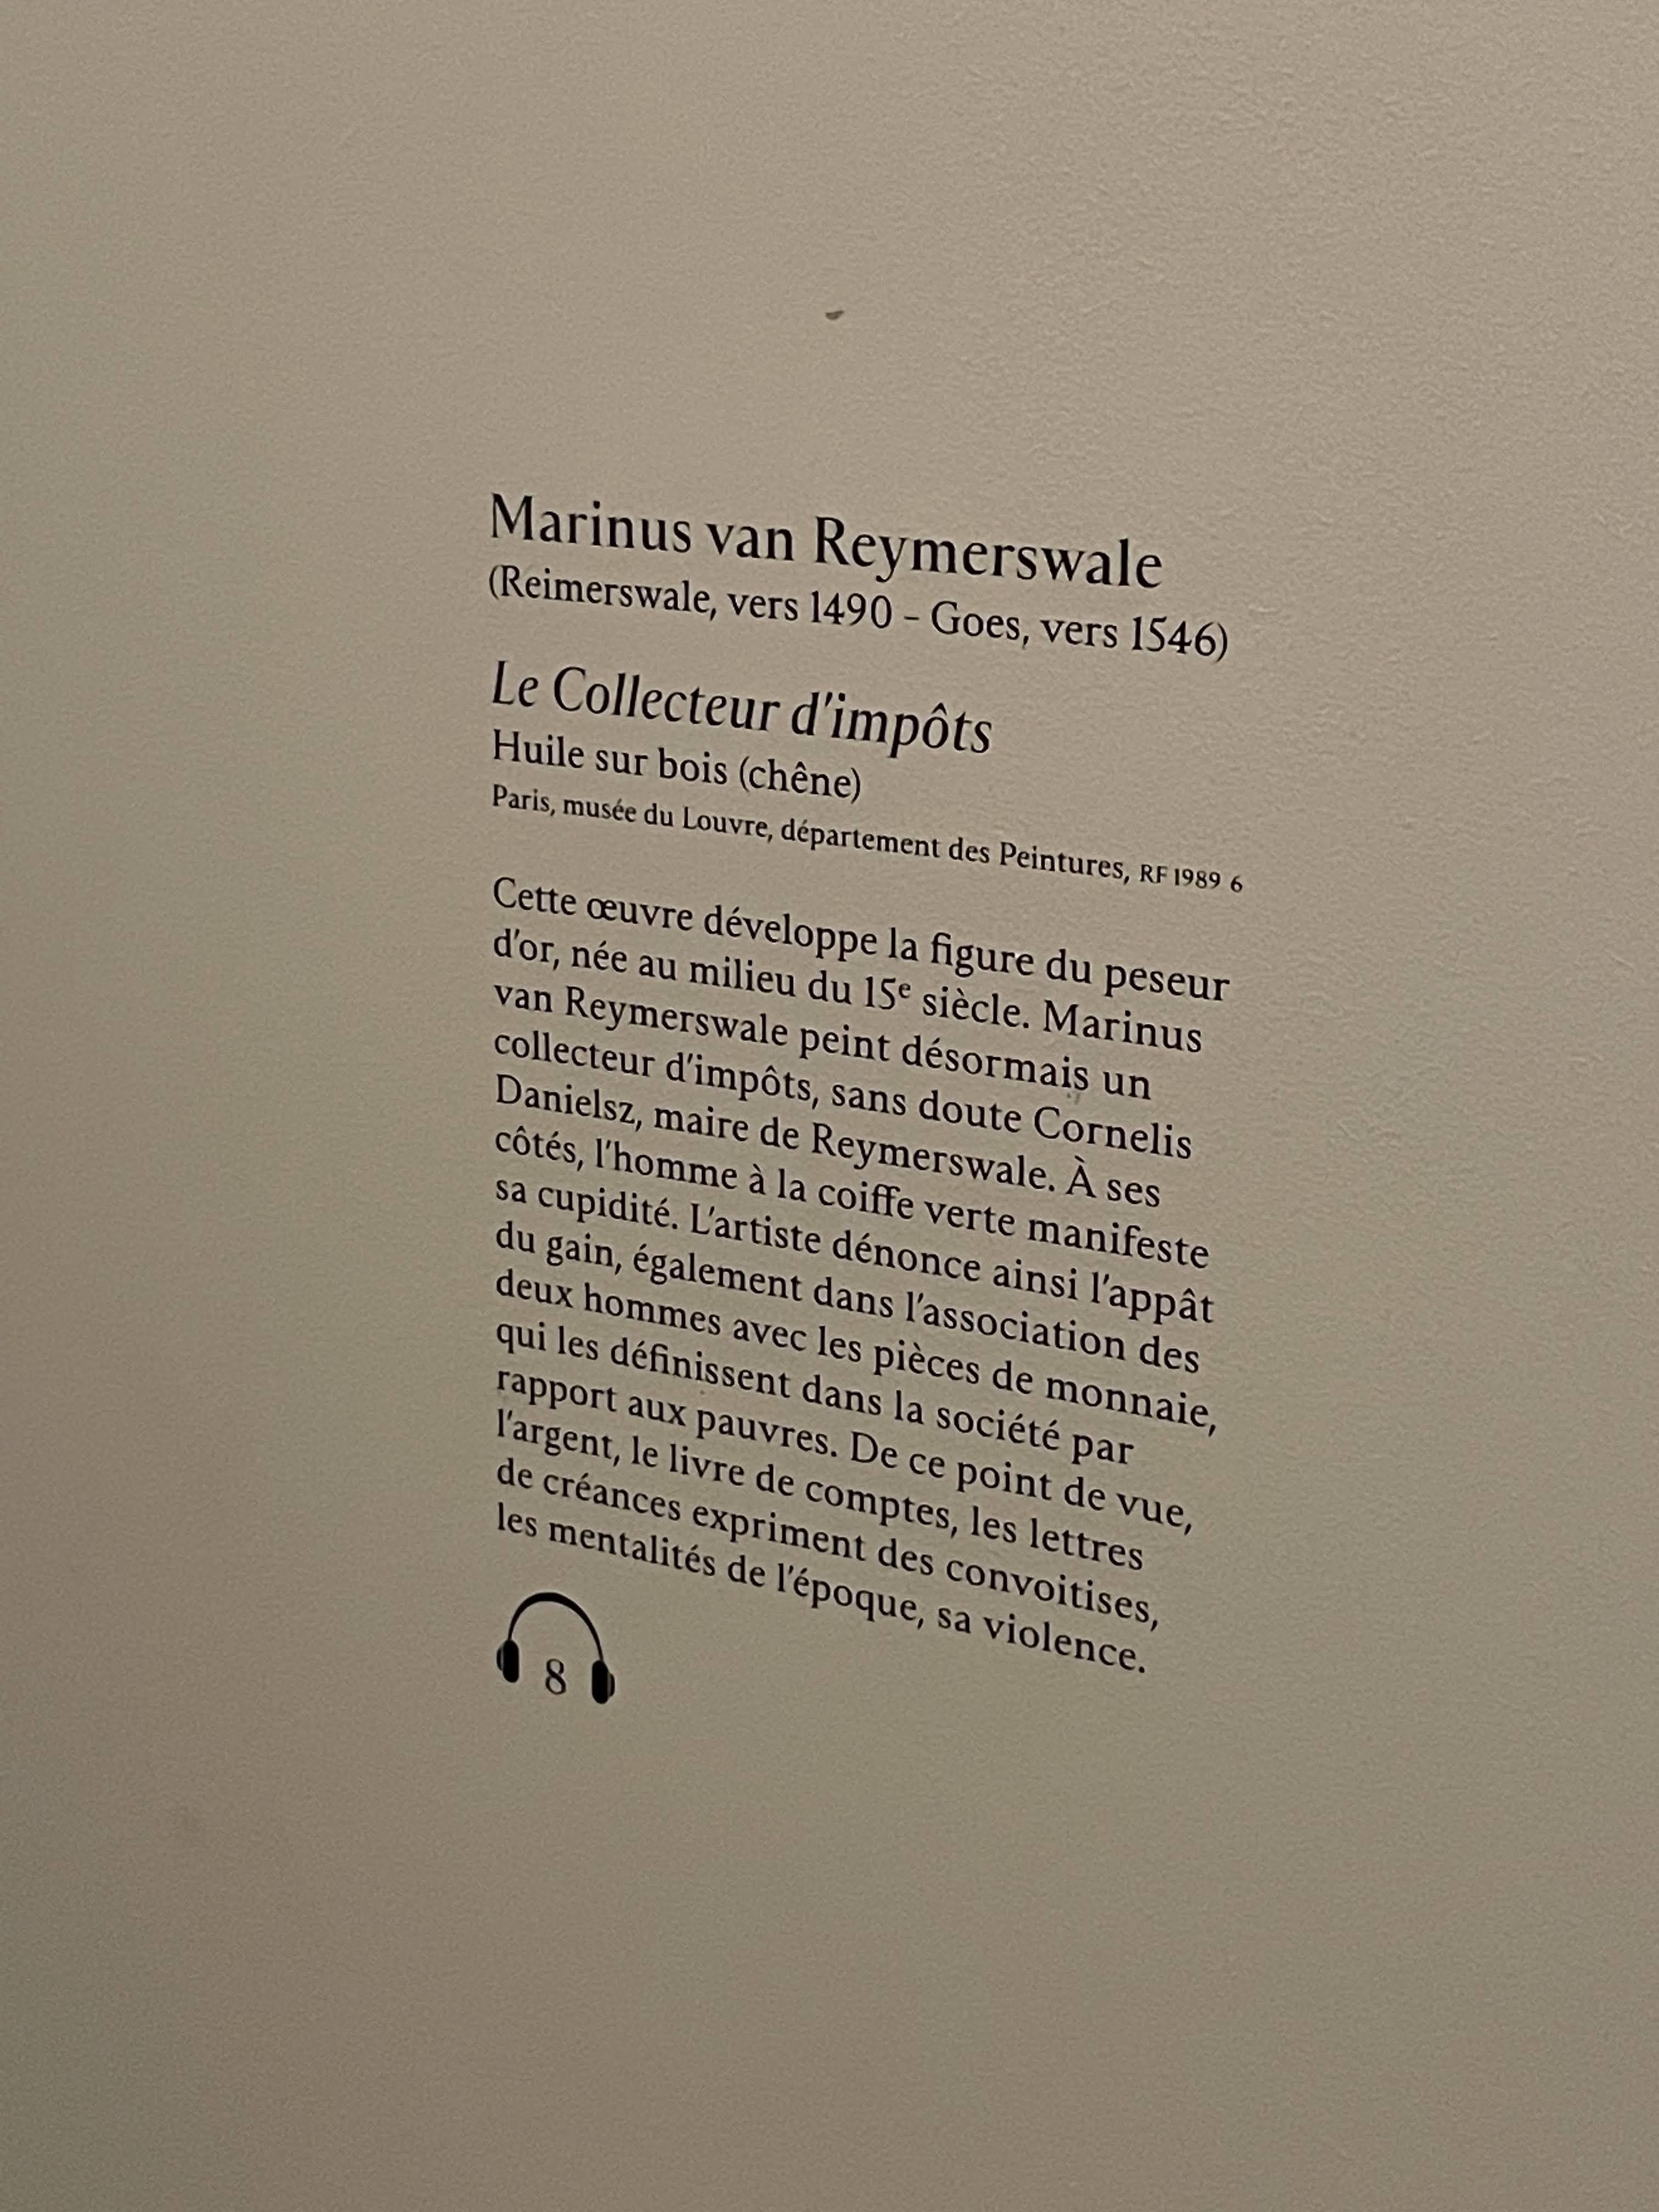 Marinus van Reymerswale
(Reimerswale, vers 1490 – Goes, vers 1546)
Le Collecteur d'impôts
Huile sur bois (chêne)
Paris, musée du Louvre, département des Peintures, RF 1989 6
Cette œuvre développe la figure du peseur
d'or, née au milieu du 15e siècle. Marinus
van Reymerswale peint désormais un
collecteur d'impôts, sans doute Cornelis
Danielsz, maire de Reymerswale. À ses
côtés, l'homme à la coiffe verte manifeste
sa cupidité. L'artiste dénonce ainsi l'appât
du gain, également dans l'association des
deux hommes avec les pièces de monnaie,
qui les définissent dans la société par
rapport aux pauvres. De ce point de vue,
l'argent, le livre de comptes, les lettres
de créances expriment des convoitises,
les mentalités de l'époque, sa violence.
8